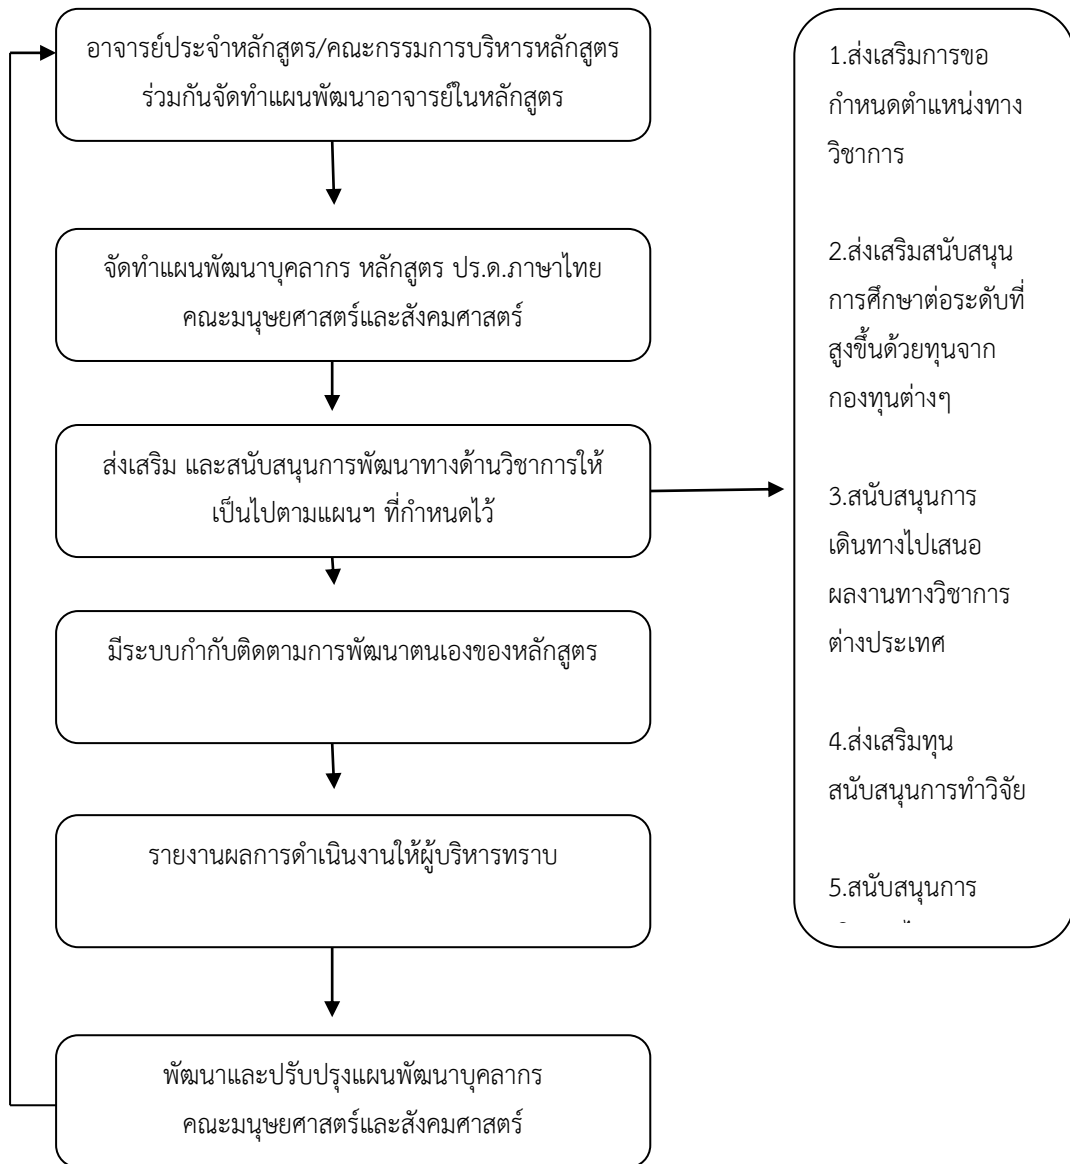 อาจารย์ประจำหลักสูตร/คณะกรรมการบริหารหลักสูตร
ร่วมกันจัดทำแผนพัฒนาอาจารย์ในหลักสูตร
จัดทำแผนพัฒนาบุคลากร หลักสูตร ปร.ด.ภาษาไทย
คณะมนุษยศาสตร์และสังคมศาสตร์
ส่งเสริม และสนับสนุนการพัฒนาทางด้านวิชาการให้
เป็นไปตามแผนฯ ที่กำหนดไว้
มีระบบกำกับติดตามการพัฒนาตนเองของหลักสูตร
รายงานผลการดำเนินงานให้ผู้บริหารทราบ
พัฒนาและปรับปรุงแผนพัฒนาบุคลากร
คณะมนุษยศาสตร์และสังคมศาสตร์
1.ส่งเสริมการขอ
กำหนดตำแหน่งทาง
วิชาการ
2.ส่งเสริมสนับสนุน
การศึกษาต่อระดับที่
สูงขึ้นด้วยทุนจาก
กองทุนต่างๆ
3.สนับสนุนการ
เดินทางไปเสนอ
ผลงานทางวิชาการ
ต่างประเทศ
4.ส่งเสริมทุน
สนับสนุนการทำวิจัย
5.สนับสนุนการ